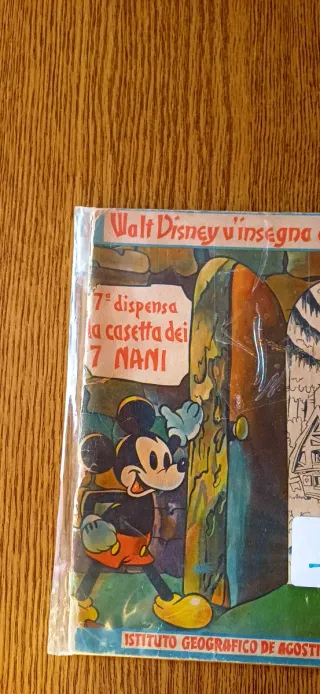 Walt Disney v'insegna
7ª dispensa
la casetta dei
7 NANI
ISTITUTO GEOGRAFICO DE AGOSTI